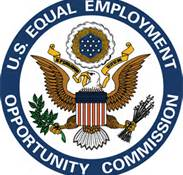 U.S. EQUAL EMPLOYMENT
OPPORTUNITY COMMISSION